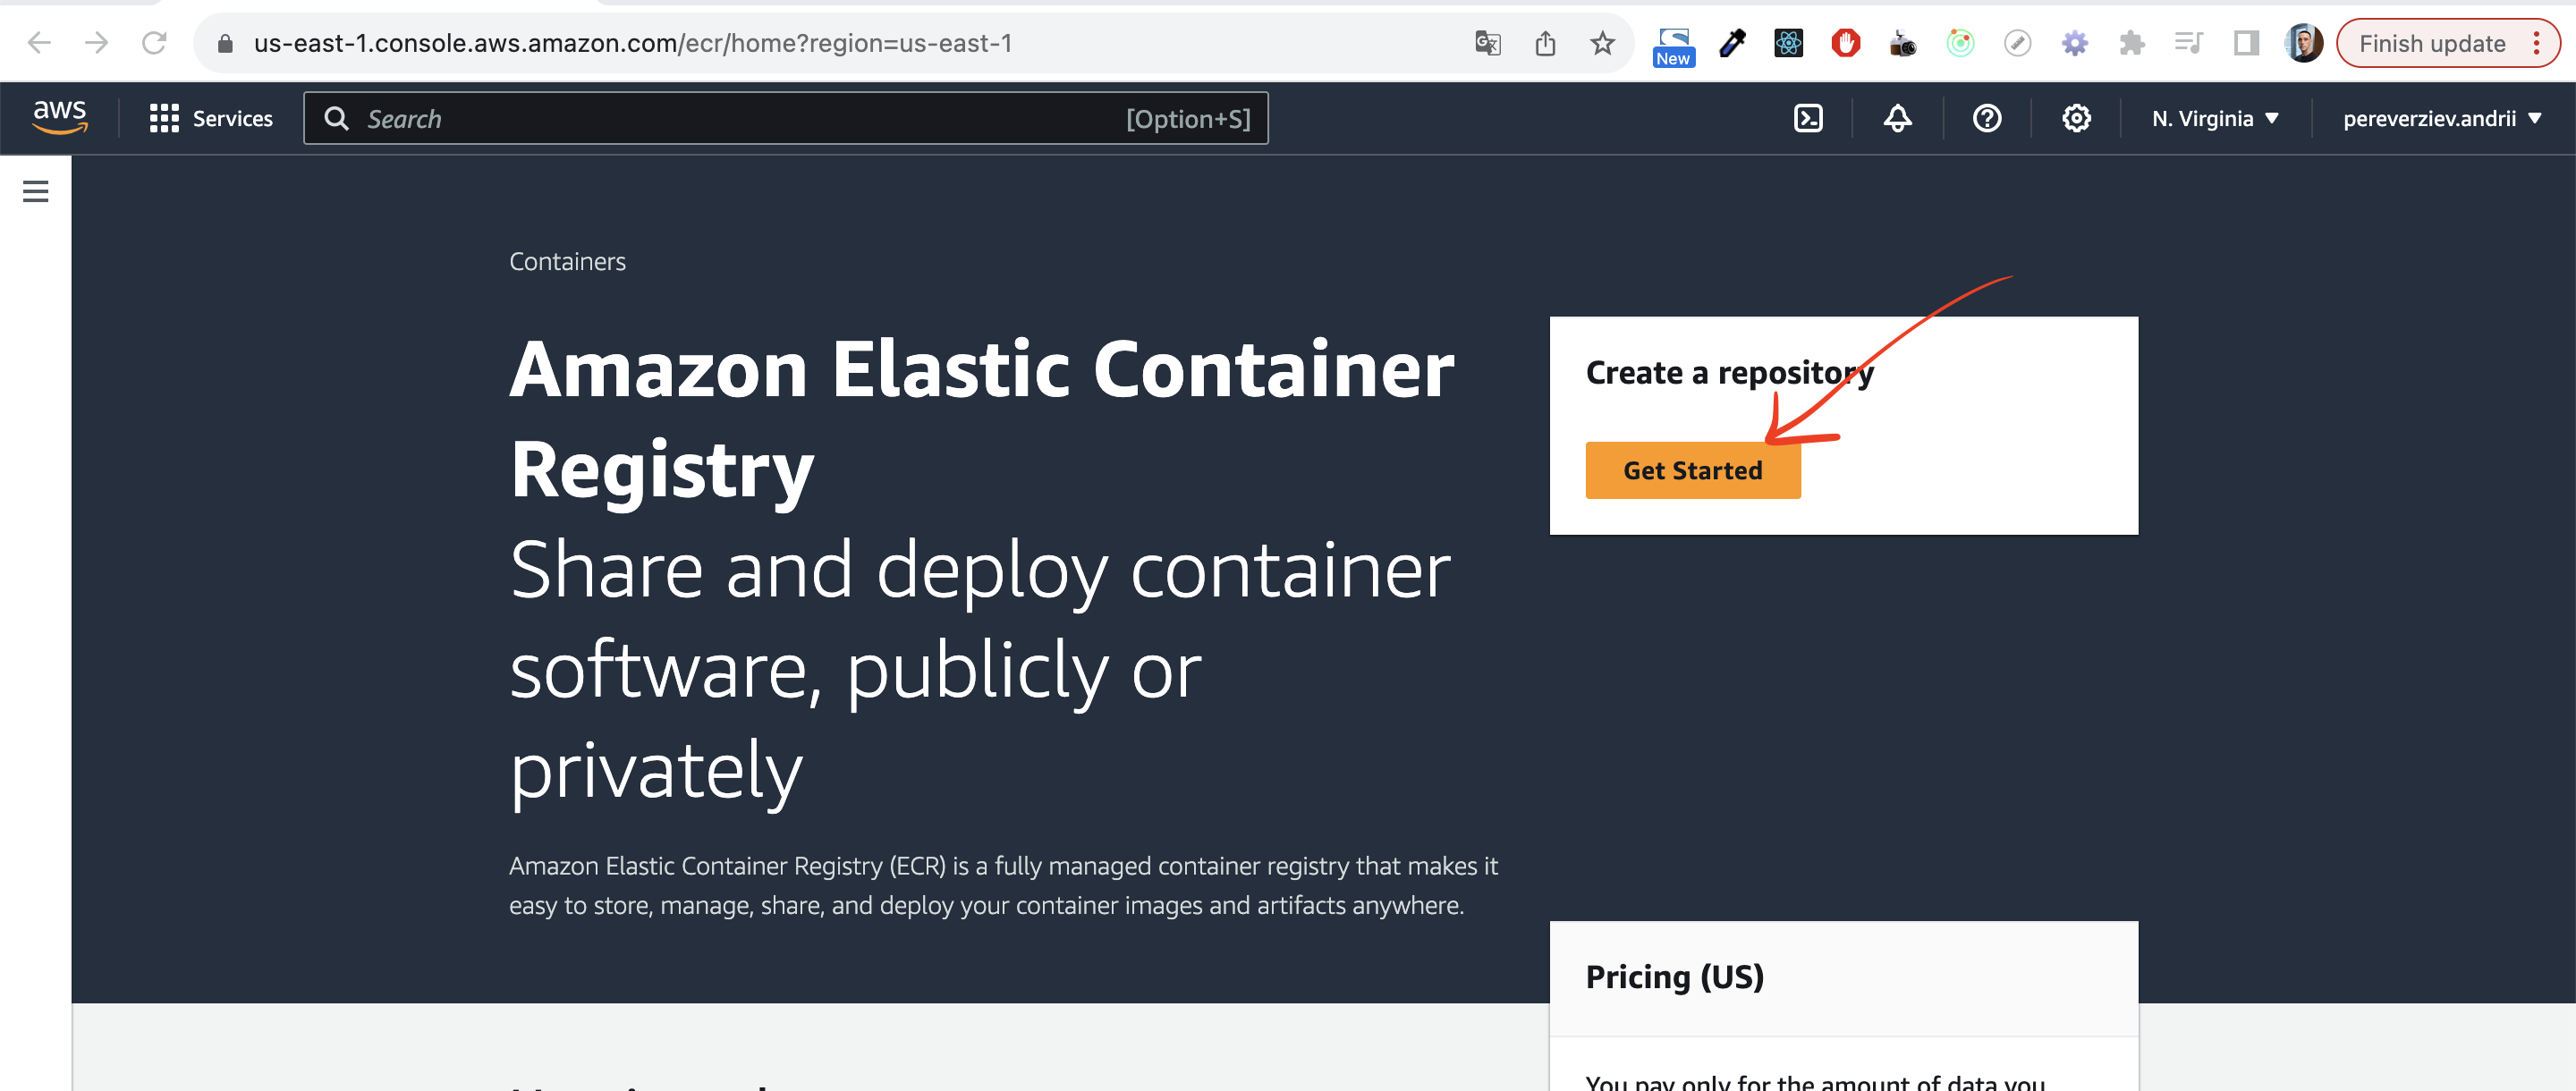 us-east-1.console.aws.amazon.com/ecr/home?region=us-east-1
New
Finish update
aws
Services
Search
[Option+S]
N. Virginia
pereverziev.andrii
Containers
Amazon Elastic Container
Registry
Share and deploy container
software, publicly or
privately
Amazon Elastic Container Registry (ECR) is a fully managed container registry that makes it
easy to store, manage, share, and deploy your container images and artifacts anywhere.
Create a repository
Get Started
Pricing (US)
You pay only for the amount of data you